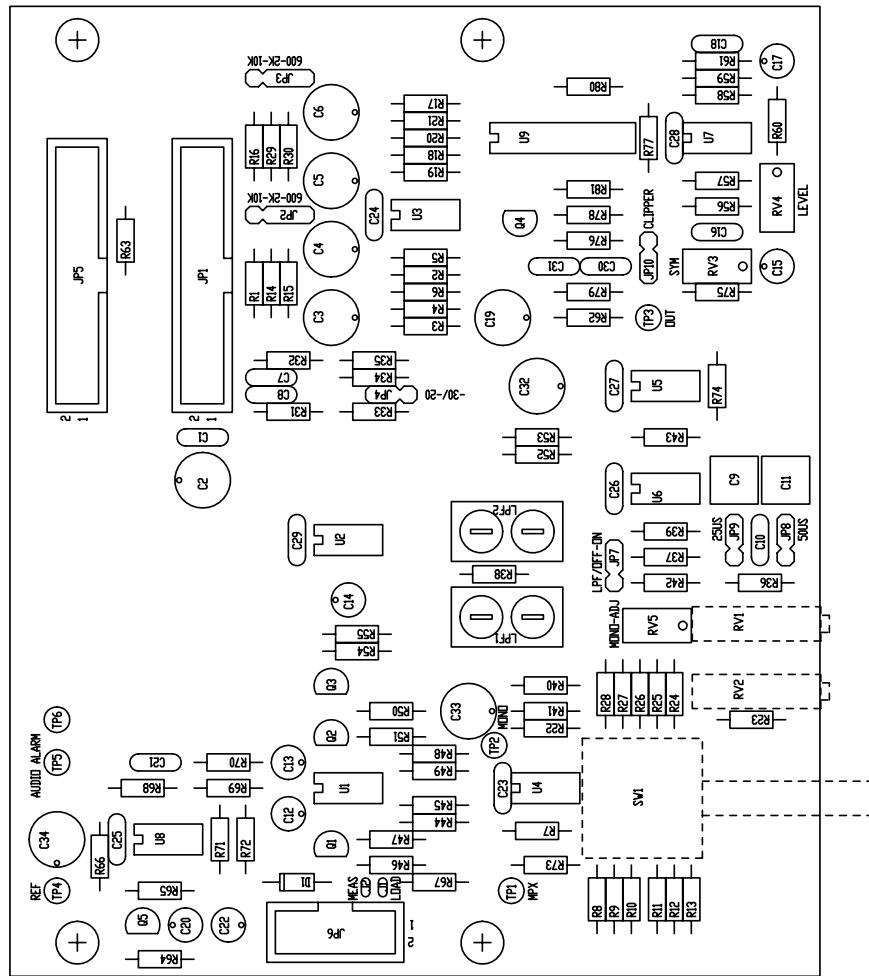 600-2K-10K
JP3
C6
R17
R21
R20
R18
R19
R80
C18
R61
R59
R58
C17
R60
U9
R77
C28
U7
R16
R29
R30
C5
600-2K-10K
JP2
C24
U3
Q4
R81
R78
R76
CLIPPER
R57
R56
RV4
LEVEL
C16
R63
JP5
JP1
R1
R14
R15
C4
C3
R5
R2
R6
R4
R3
C31
C30
JP10
SYM
RV3
C15
R79
R75
C19
R62
TP3
OUT
R32
C7
C8
R31
R35
R34
JP4
R33
-30/-20
C32
C27
U5
R74
2
1
2
1
C1
C2
R53
R52
R43
C26
U6
C9
C11
LPF2
C29
U2
R38
LPF/OFF-ON
JP7
R39
R37
R42
25US
JP9
C10
JP8
50US
R36
C14
LPF1
MONO-ADJ
RV5
RV1
R55
R54
Q3
R40
R28
R27
R26
R25
R24
RV2
R23
TP6
R50
C33
MONO
R41
R22
Q2
R51
TP2
AUDIO ALARM
TP5
C21
R70
C13
R48
R49
R68
R69
U1
C23
U4
SW1
C34
R66
C25
U8
R71
R72
C12
R45
R44
R47
R7
Q1
R46
R73
REF
TP4
R65
D1
MEAS
LOAD
R67
TP1
MPX
R8
R9
R10
R11
R12
R13
Q5
C20
C22
JP6
1
2
R64